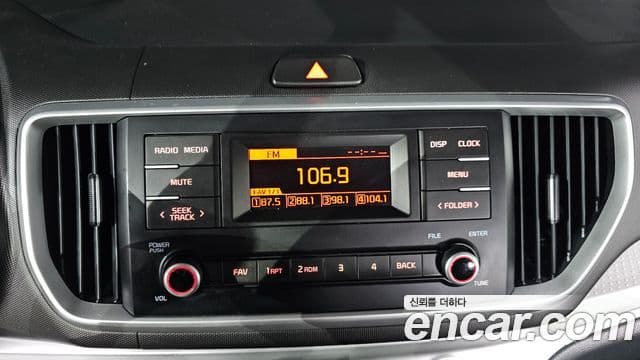 RADIO MEDIA
MUTE
< SEEK TRACK >
FM
--:--
106.9
FAV 1/3
1 87.5 2 88.1 3 98.1 4 104.1
DISP CLOCK
MENU
< FOLDER >
POWER PUSH
VOL
FAV 1 RPT 2 RDM 3 4 BACK
FILE
ENTER
TUNE
신뢰를 더하다
encar.com